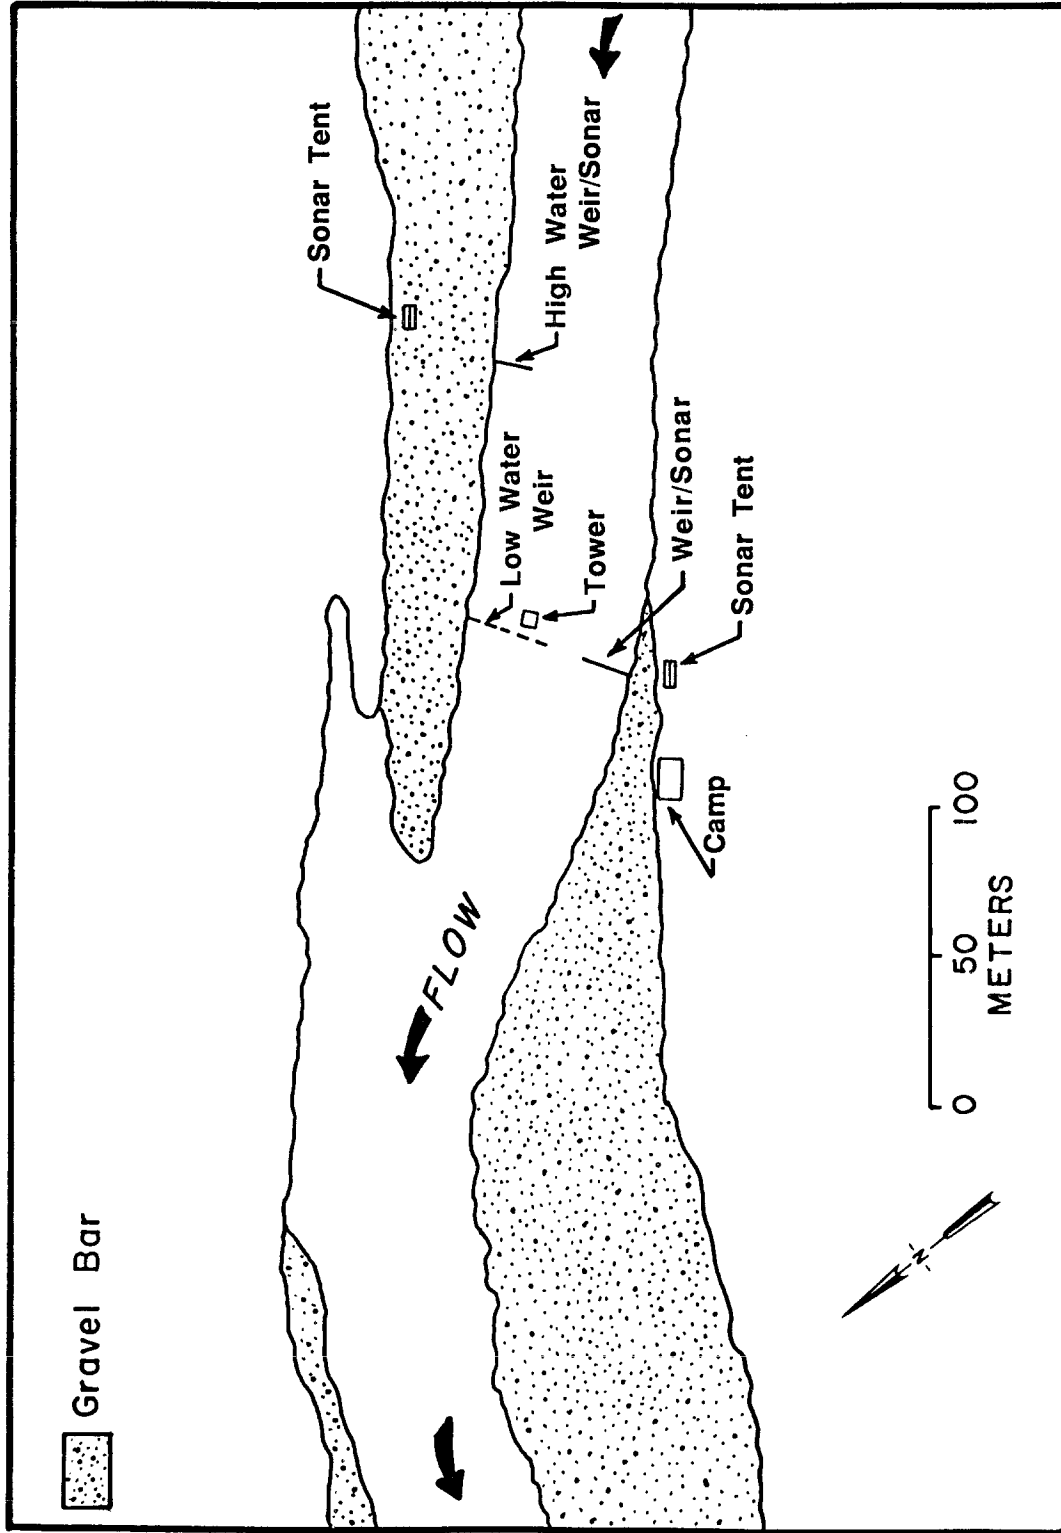 Gravel Bar
Sonar Tent
High Water
Weir/Sonar
Low Water
Weir
Tower
Weir/Sonar
Sonar Tent
Camp
FLOW
0 50 100
METERS
N